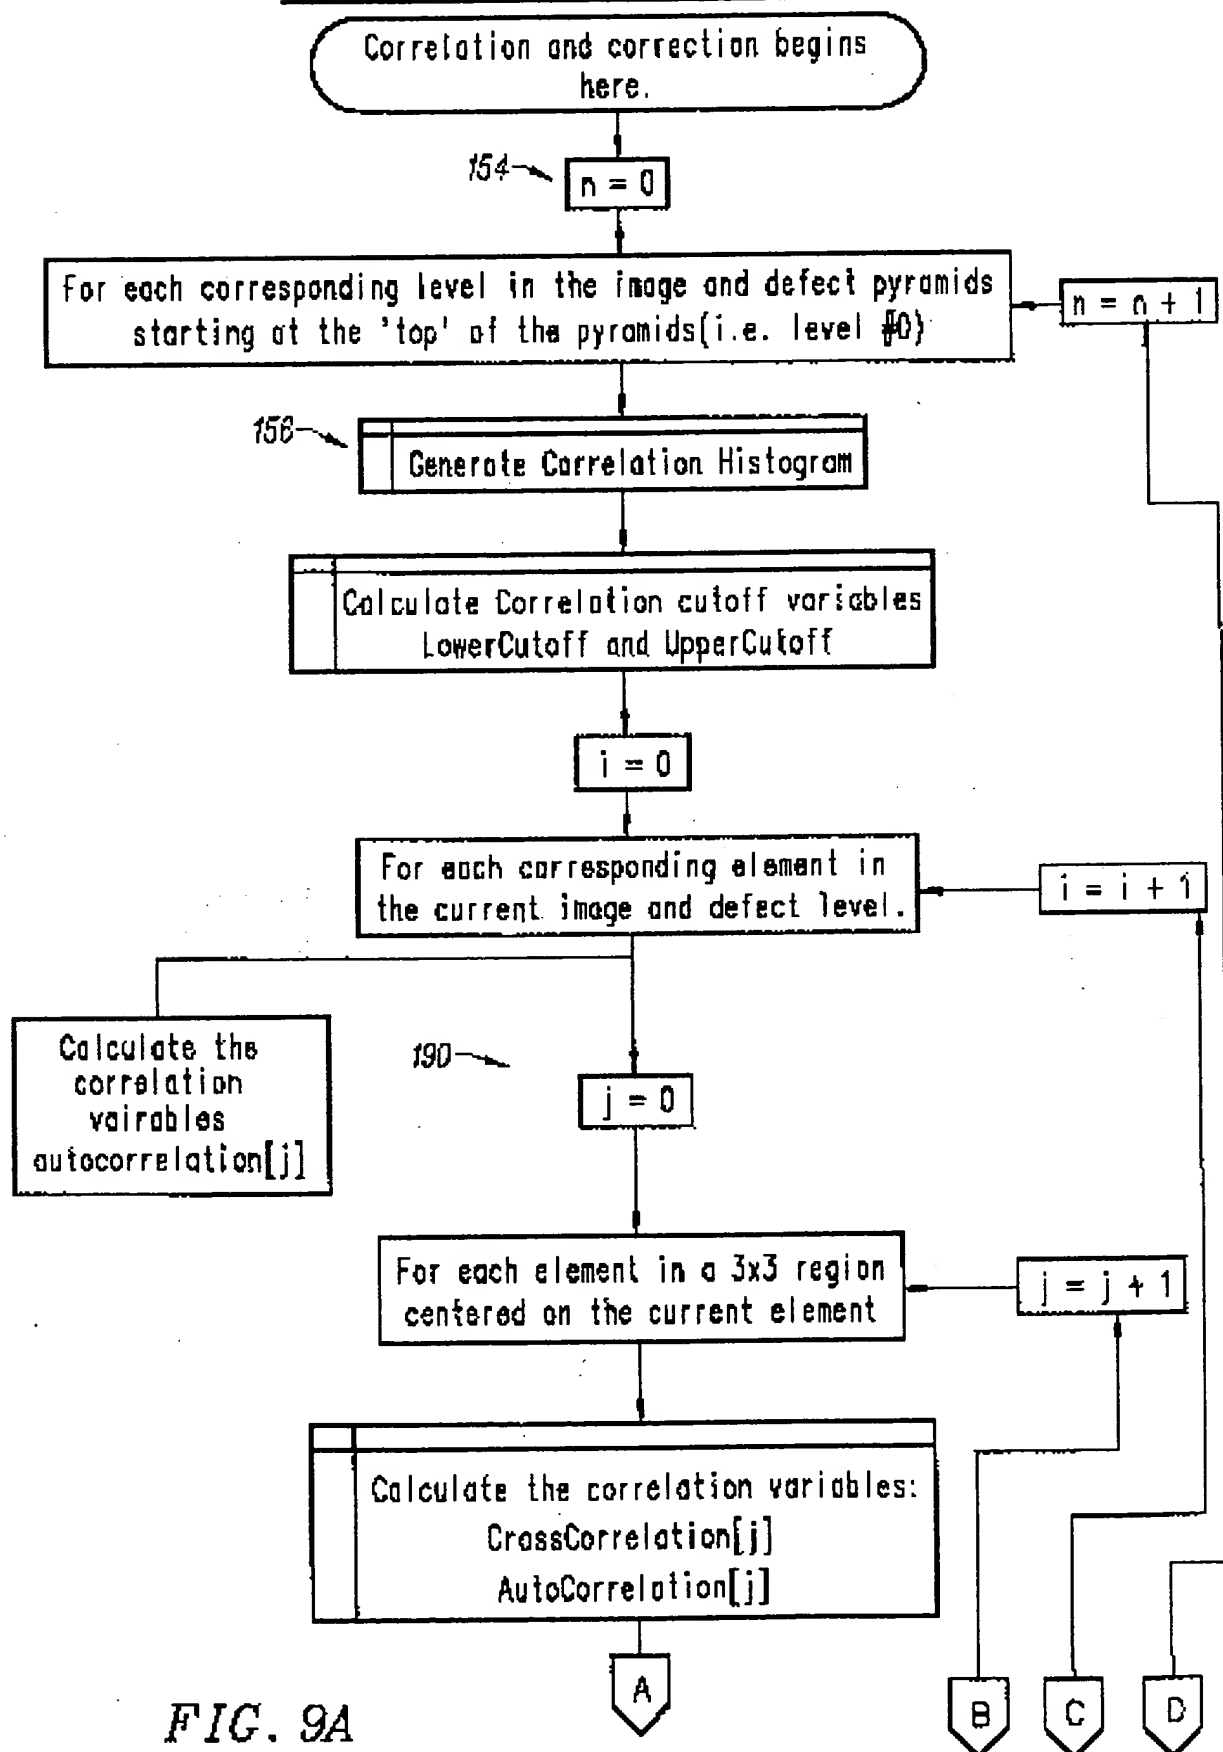 Correlation and correction begins
here.
154
n = 0
For each corresponding level in the image and defect pyramids
starting at the 'top' of the pyramids(i.e. level #0)
n = n + 1
156
Generate Correlation Histogram
Calculate Correlation cutoff variables
LowerCutoff and UpperCutoff
i = 0
For each corresponding element in
the current image and defect level.
i = i + 1
Calculate the
correlation
vairables
autocorrelation[j]
190
j = 0
For each element in a 3x3 region
centered on the current element
j = j + 1
Calculate the correlation variables:
CrossCorrelation[j]
AutoCorrelation[j]
A
B
C
D
FIG. 9A